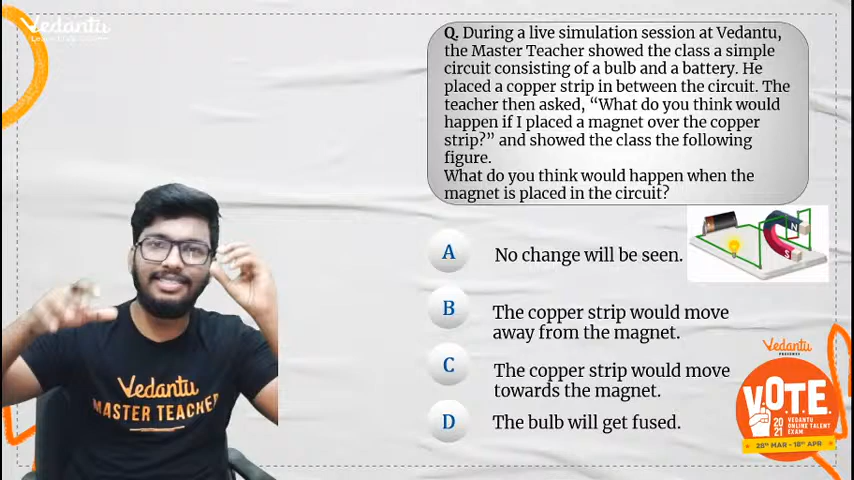 Vedantu
Q. During a live simulation session at Vedantu,
the Master Teacher showed the class a simple
circuit consisting of a bulb and a battery. He
placed a copper strip in between the circuit. The
teacher then asked, “What do you think would
happen if I placed a magnet over the copper
strip?” and showed the class the following
figure.
What do you think would happen when the
magnet is placed in the circuit?
N
S
A No change will be seen.
B The copper strip would move
away from the magnet.
C The copper strip would move
towards the magnet.
D The bulb will get fused.
Vedantu
MASTER TEACHER
Vedantu
PRESENTS
V.O.T.E.
2021
VEDANTU
ONLINE TALENT
EXAM
28th MAR - 18th APR